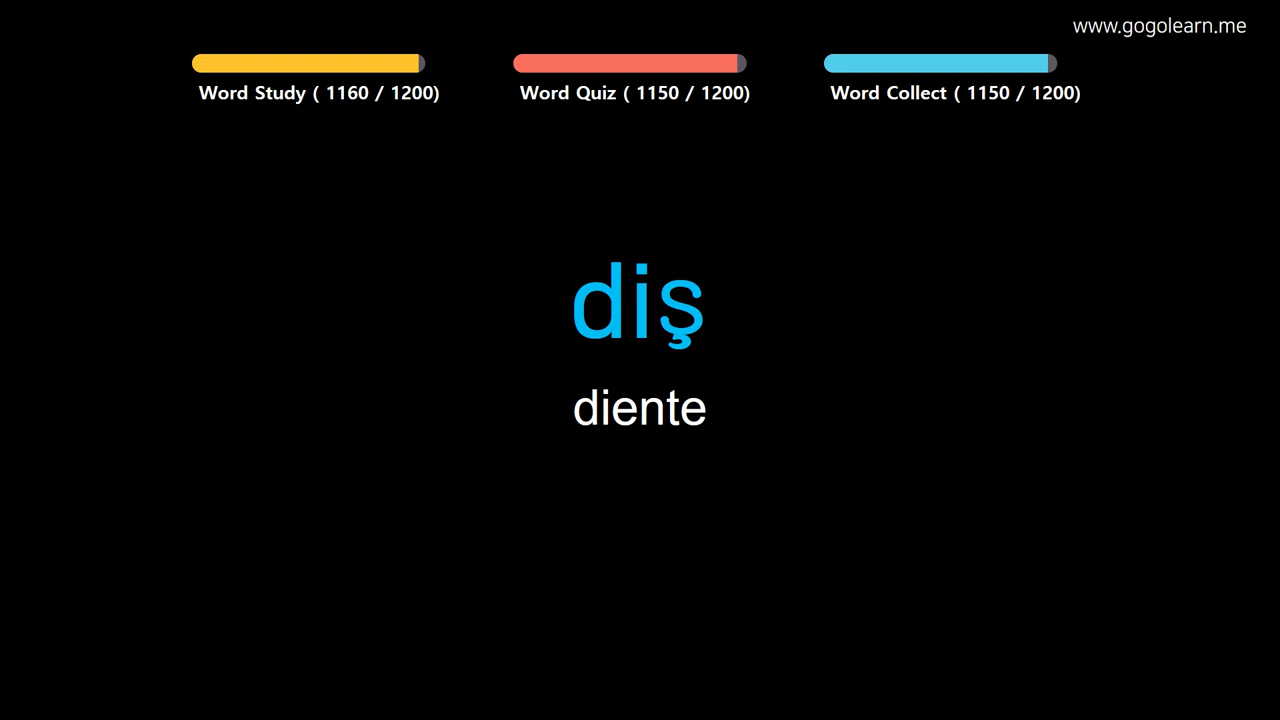 www.gogolearn.me
Word Study ( 1160 / 1200)
Word Quiz ( 1150 / 1200)
Word Collect ( 1150 / 1200)
diş
diente